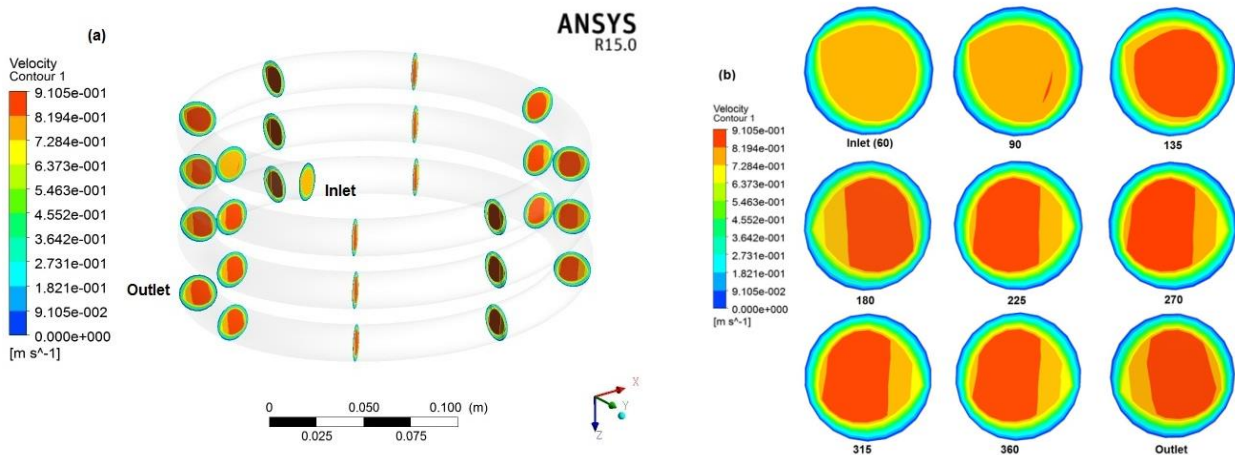 (a)
ANSYS
R15.0
Velocity
Contour 1
9.105e-001
8.194e-001
7.284e-001
6.373e-001
5.463e-001
4.552e-001
3.642e-001
2.731e-001
1.821e-001
9.105e-002
0.000e+000
[m s^-1]
Inlet
Outlet
0 0.050 0.100 (m)
0.025 0.075
X
Y
Z
(b)
Velocity
Contour 1
9.105e-001
8.194e-001
7.284e-001
6.373e-001
5.463e-001
4.552e-001
3.642e-001
2.731e-001
1.821e-001
9.105e-002
0.000e+000
[m s^-1]
Inlet (60) 90 135
180 225 270
315 360 Outlet